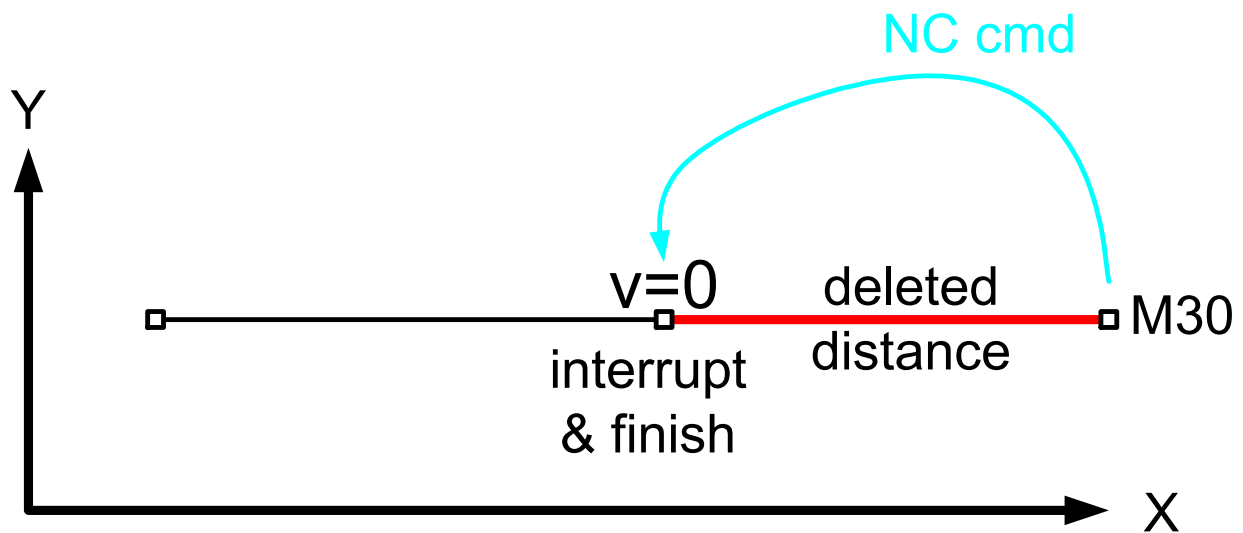 NC cmd
Y
v=0
deleted
distance
M30
interrupt
& finish
X